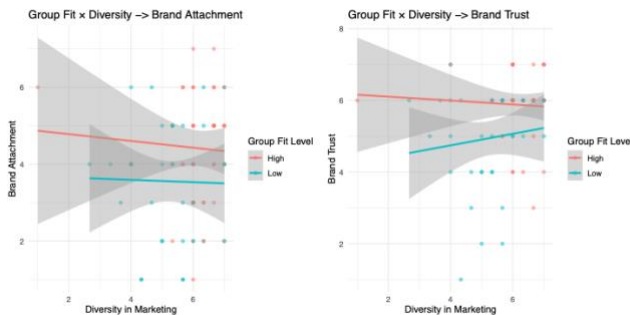 Group Fit × Diversity −> Brand Attachment
Brand Attachment
6
4
2
2
4
6
Diversity in Marketing
Group Fit Level
High
Low
Group Fit × Diversity −> Brand Trust
Brand Trust
8
6
4
2
2
4
6
Diversity in Marketing
Group Fit Level
High
Low